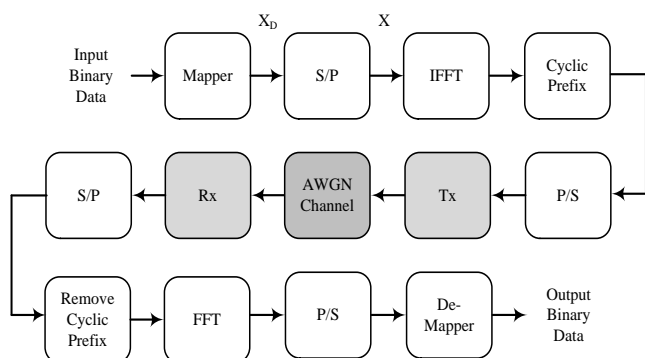 X_D
X
Input
Binary
Data
Mapper
S/P
IFFT
Cyclic
Prefix
S/P
Rx
AWGN
Channel
Tx
P/S
Remove
Cyclic
Prefix
FFT
P/S
De-
Mapper
Output
Binary
Data